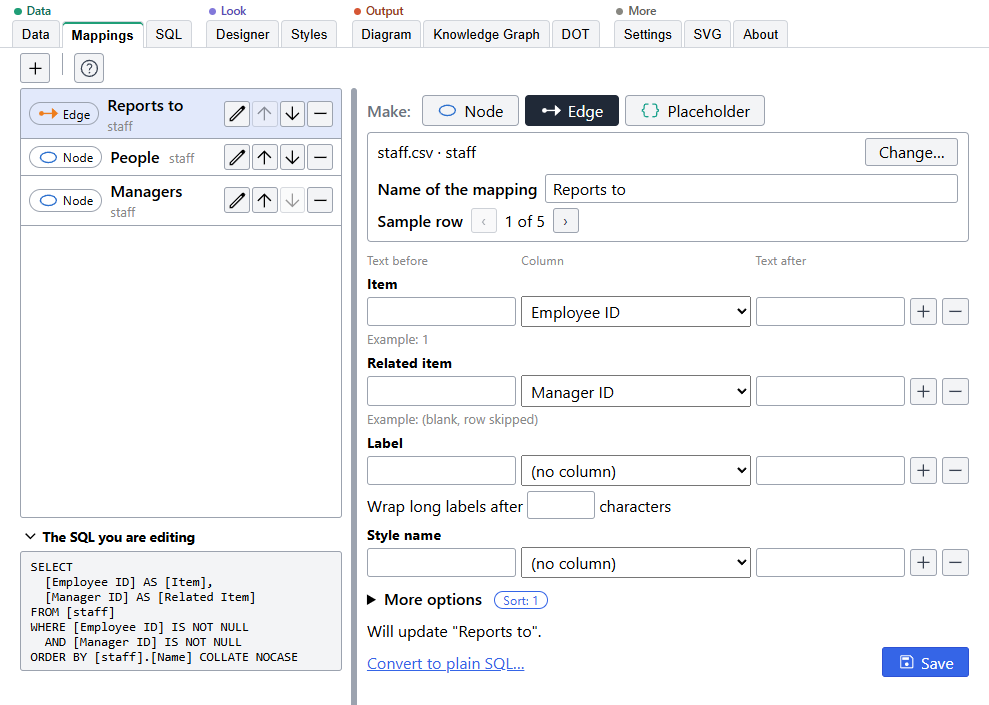 Data Look Output More
Data Mappings SQL Designer Styles Diagram Knowledge Graph DOT Settings SVG About
+ ?
Edge Reports to
staff
Node People staff
Node Managers
staff
The SQL you are editing
SELECT
[Employee ID] AS [Item],
[Manager ID] AS [Related Item]
FROM [staff]
WHERE [Employee ID] IS NOT NULL
AND [Manager ID] IS NOT NULL
ORDER BY [staff].[Name] COLLATE NOCASE
Make: Node Edge {} Placeholder
staff.csv · staff Change...
Name of the mapping Reports to
Sample row ‹ 1 of 5 ›
Text before Column Text after
Item
Employee ID
Example: 1
Related item
Manager ID
Example: (blank, row skipped)
Label
(no column)
Wrap long labels after characters
Style name
(no column)
More options Sort: 1
Will update "Reports to".
Convert to plain SQL... Save